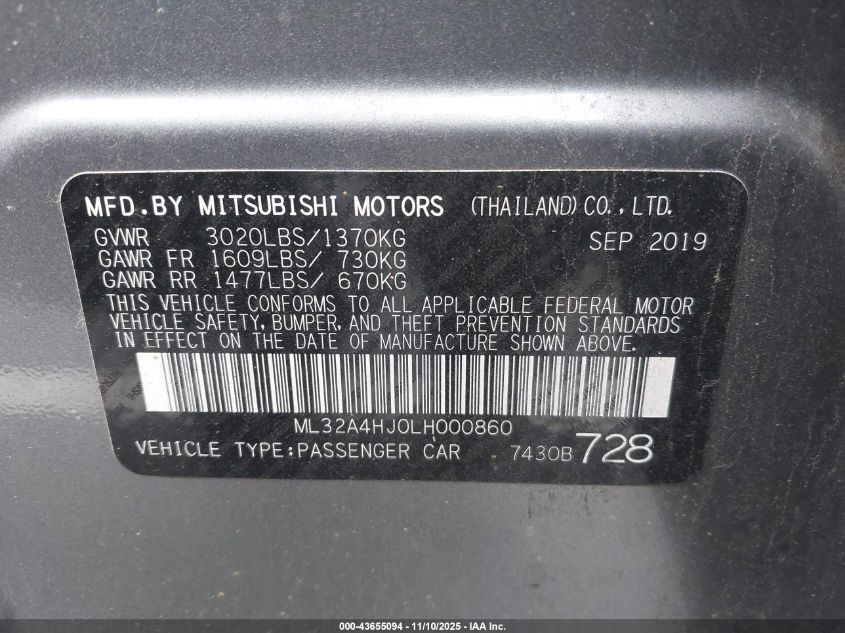 MFD.BY MITSUBISHI MOTORS (THAILAND) CO., LTD.
GVWR 3020LBS/1370KG SEP 2019
GAWR FR 1609LBS/ 730KG
GAWR RR 1477LBS/ 670KG
THIS VEHICLE CONFORMS TO ALL APPLICABLE FEDERAL MOTOR
VEHICLE SAFETY, BUMPER, AND THEFT PREVENTION STANDARDS
IN EFFECT ON THE DATE OF MANUFACTURE SHOWN ABOVE.
ML32A4HJ0LH000860
VEHICLE TYPE:PASSENGER CAR 7430B 728
000-43655094 - 11/10/2025 - IAA Inc.